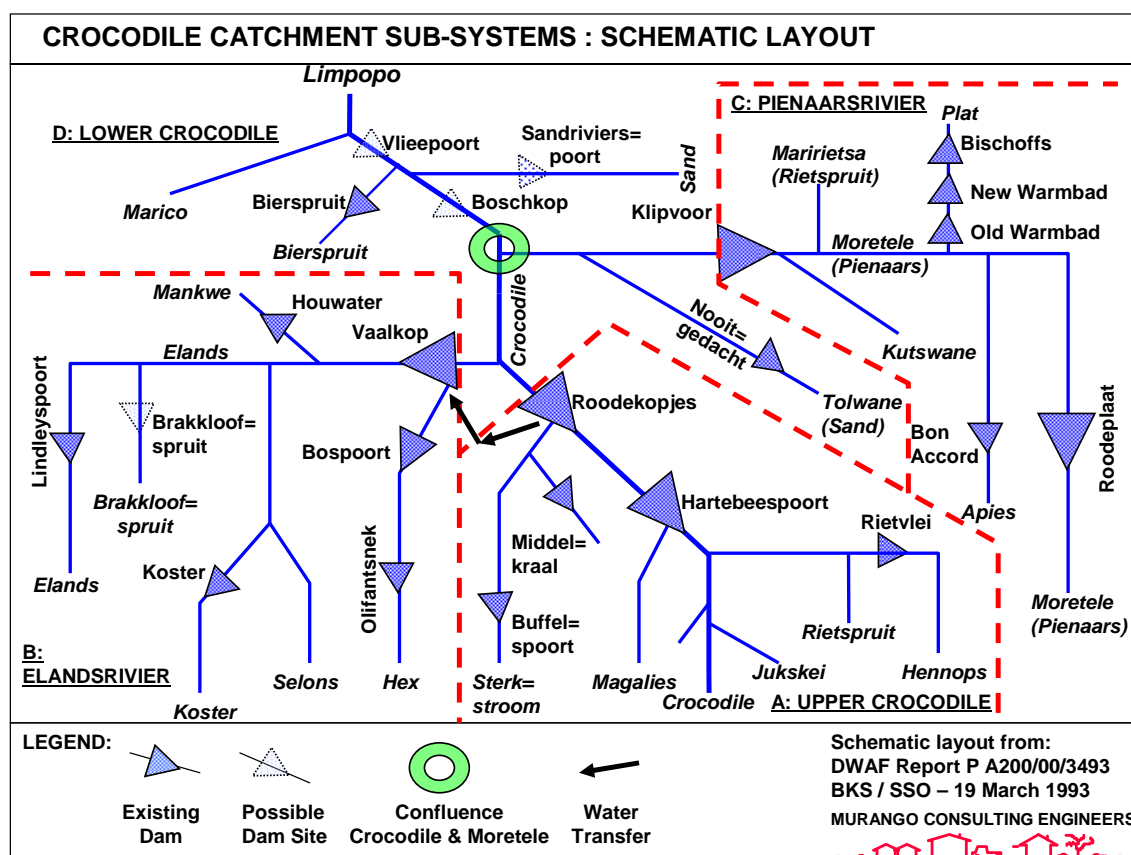 CROCODILE CATCHMENT SUB-SYSTEMS : SCHEMATIC LAYOUT
Limpopo
D: LOWER CROCODILE
Vlieepoort
Sandriviers=
poort
Sand
Marico
Bierspruit
Bierspruit
Boschkop
C: PIENAARSRIVIER
Plat
Bischoffs
Maririetsa
(Rietspruit)
New Warmbad
Old Warmbad
Klipvoor
Moretele
(Pienaars)
Crocodile
Mankwe
Houwater
Vaalkop
Elands
Nooit=
gedacht
Kutswane
Tolwane
(Sand)
Lindleyspoort
Brakkloof=
spruit
Brakkloof=
spruit
Bospoort
Roodekopjes
Bon
Accord
Roodeplaat
Hartebeespoort
Apies
Rietvlei
Elands
Koster
Olifantsnek
Middel=
kraal
Buffel=
spoort
Rietspruit
Moretele
(Pienaars)
B:
ELANDSRIVIER
Koster
Selons
Hex
Sterk=
stroom
Magalies
Crocodile
Jukskei
Hennops
A: UPPER CROCODILE
LEGEND:
Existing
Dam
Possible
Dam Site
Confluence
Crocodile & Moretele
Water
Transfer
Schematic layout from:
DWAF Report P A200/00/3493
BKS / SSO – 19 March 1993
MURANGO CONSULTING ENGINEERS